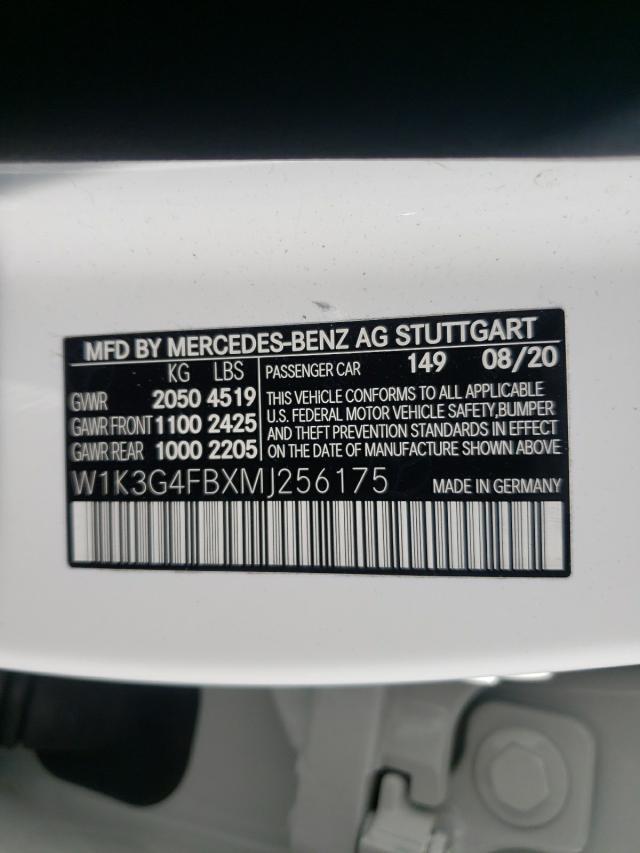 MFD BY MERCEDES-BENZ AG STUTTGART
KG LBS
GVWR 2050 4519
GAWR FRONT 1100 2425
GAWR REAR 1000 2205
PASSENGER CAR 149 08/20
THIS VEHICLE CONFORMS TO ALL APPLICABLE
U.S. FEDERAL MOTOR VEHICLE SAFETY,BUMPER
AND THEFT PREVENTION STANDARDS IN EFFECT
ON THE DATE OF MANUFACTURE SHOWN ABOVE.
W1K3G4FBXMJ256175 MADE IN GERMANY